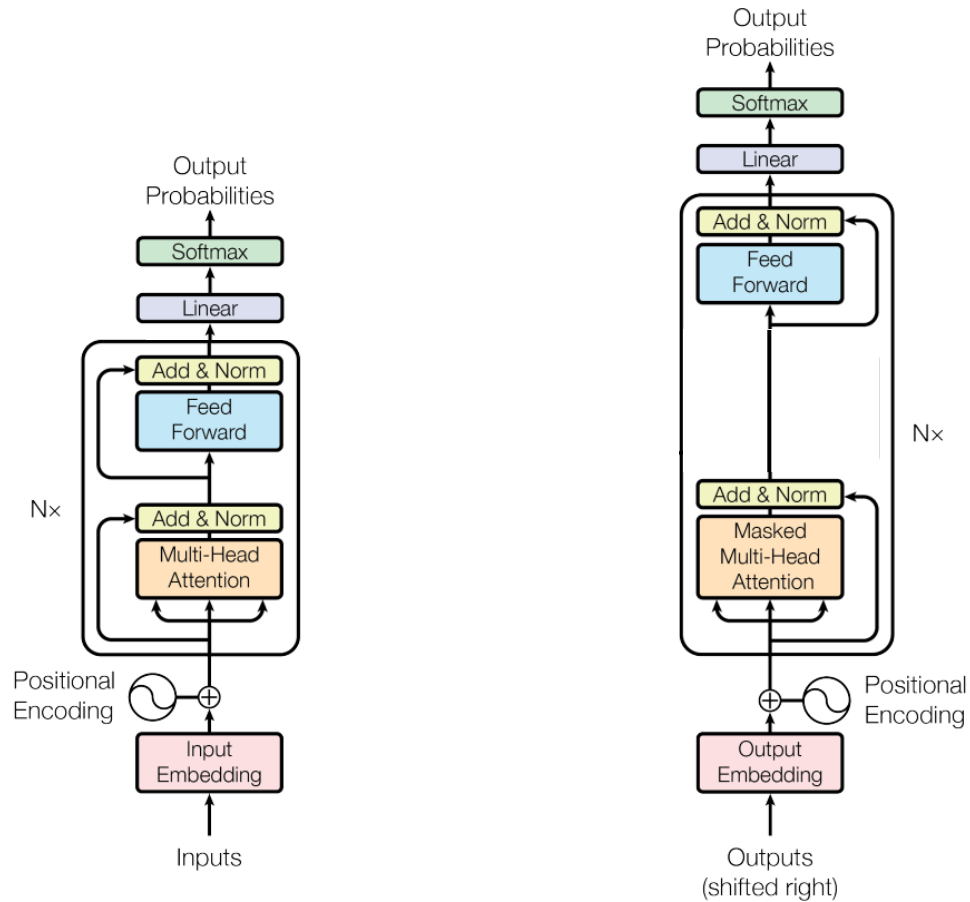 Output
Probabilities
Softmax
Linear
Add & Norm
Feed
Forward
Add & Norm
Multi-Head
Attention
N×
Positional
Encoding
Input
Embedding
Inputs
Output
Probabilities
Softmax
Linear
Add & Norm
Feed
Forward
N×
Add & Norm
Masked
Multi-Head
Attention
Positional
Encoding
Output
Embedding
Outputs
(shifted right)